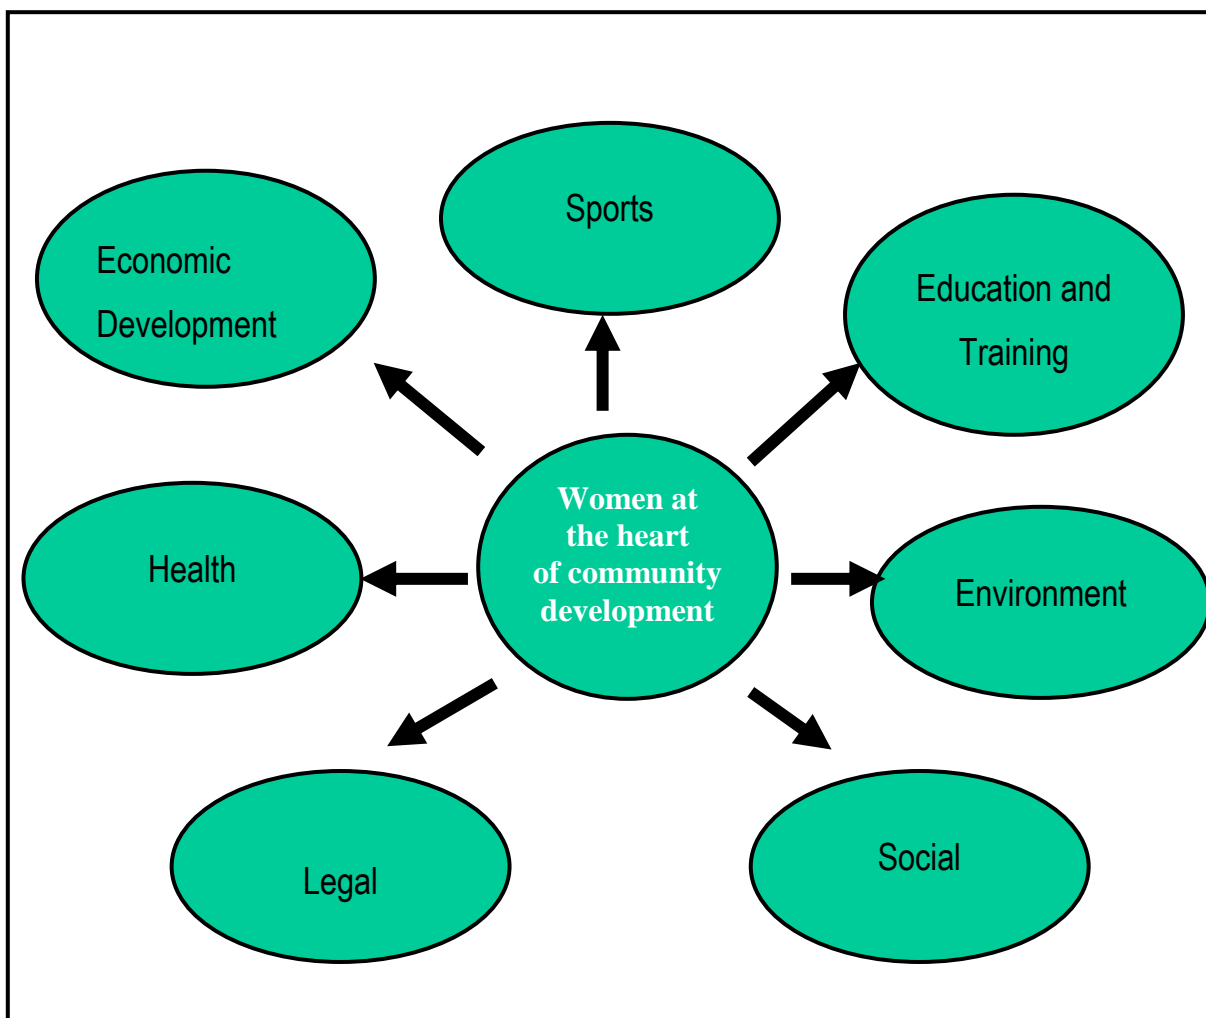 Sports
Economic
Development
Education and
Training
Women at
the heart
of community
development
Health
Environment
Legal
Social